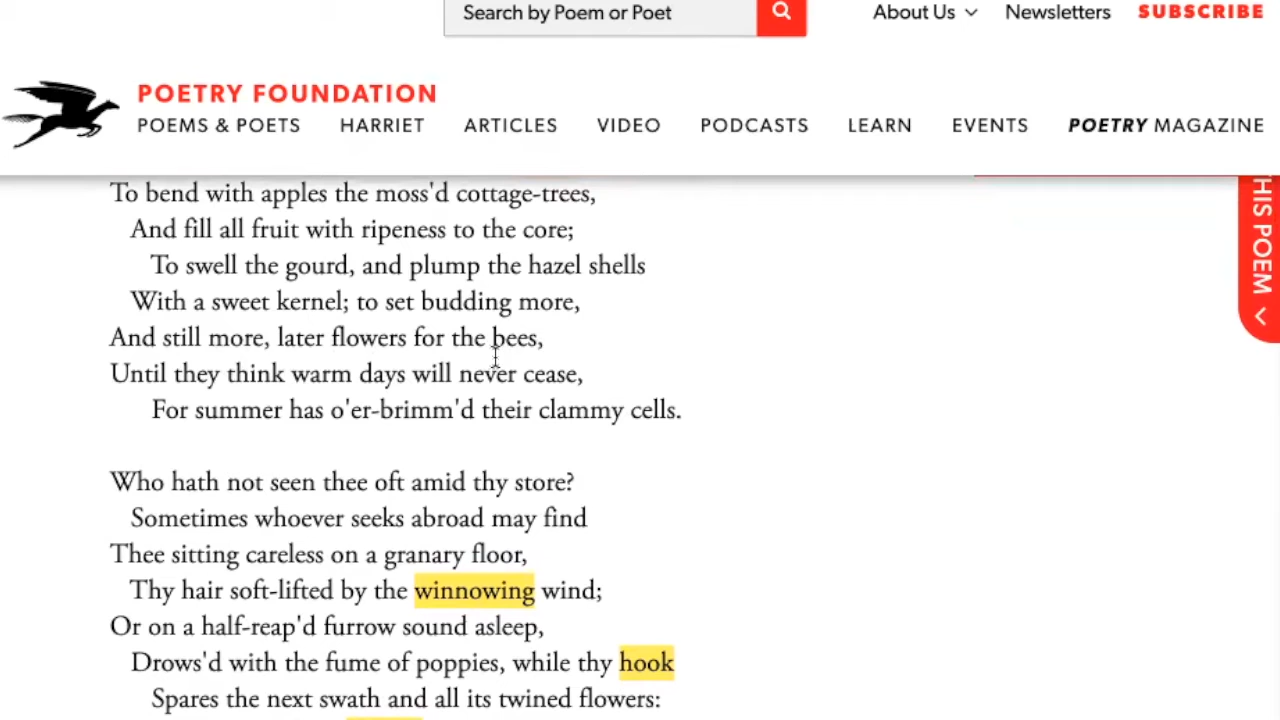 Search by Poem or Poet
About Us
Newsletters
SUBSCRIBE
POETRY FOUNDATION
POEMS & POETS
HARRIET
ARTICLES
VIDEO
PODCASTS
LEARN
EVENTS
POETRY MAGAZINE
THIS POEM
To bend with apples the moss'd cottage-trees,
And fill all fruit with ripeness to the core;
To swell the gourd, and plump the hazel shells
With a sweet kernel; to set budding more,
And still more, later flowers for the bees,
Until they think warm days will never cease,
For summer has o'er-brimm'd their clammy cells.
Who hath not seen thee oft amid thy store?
Sometimes whoever seeks abroad may find
Thee sitting careless on a granary floor,
Thy hair soft-lifted by the winnowing wind;
Or on a half-reap'd furrow sound asleep,
Drows'd with the fume of poppies, while thy hook
Spares the next swath and all its twined flowers: